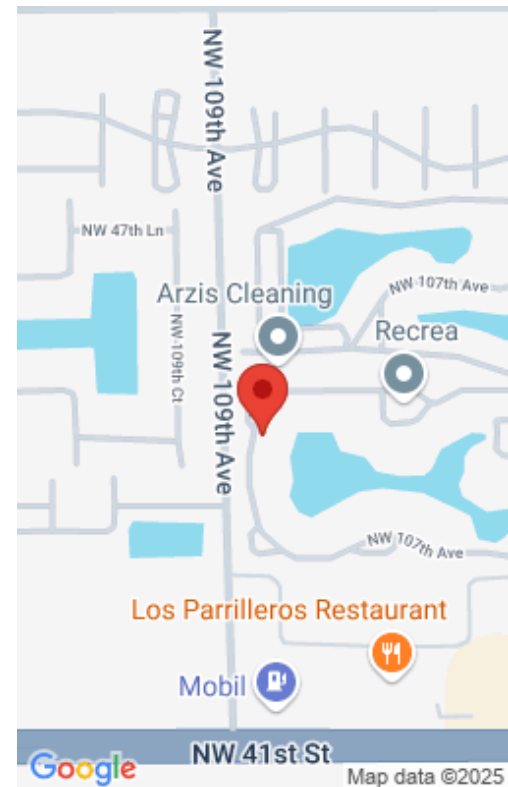 NW 109th Ave
NW 47th Ln
NW 107th Ave
Arzis Cleaning
NW 109th Ct
NW 109th Ave
Recrea
NW 107th Ave
Los Parrilleros Restaurant
Mobil
NW 41st St
Google
Map data ©2025